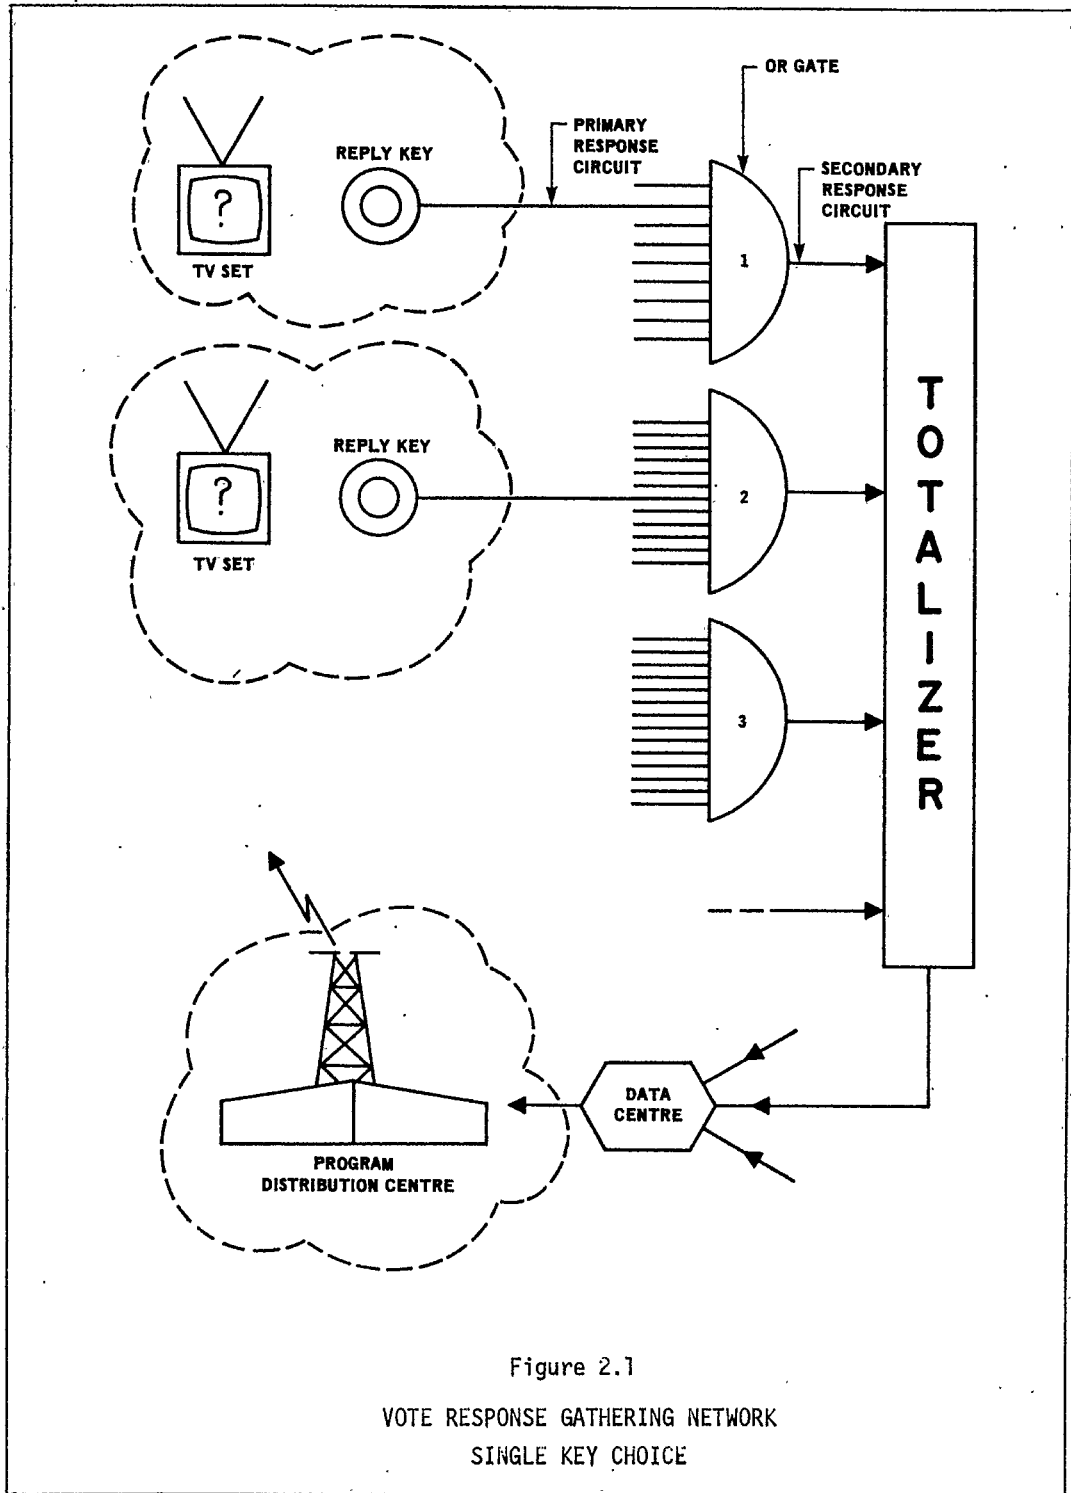 OR GATE
PRIMARY
RESPONSE
CIRCUIT
REPLY KEY
SECONDARY
RESPONSE
CIRCUIT
?
TV SET
1
REPLY KEY
?
TV SET
2
3
TOTALIZER
DATA
CENTRE
PROGRAM
DISTRIBUTION CENTRE
Figure 2.1
VOTE RESPONSE GATHERING NETWORK
SINGLE KEY CHOICE